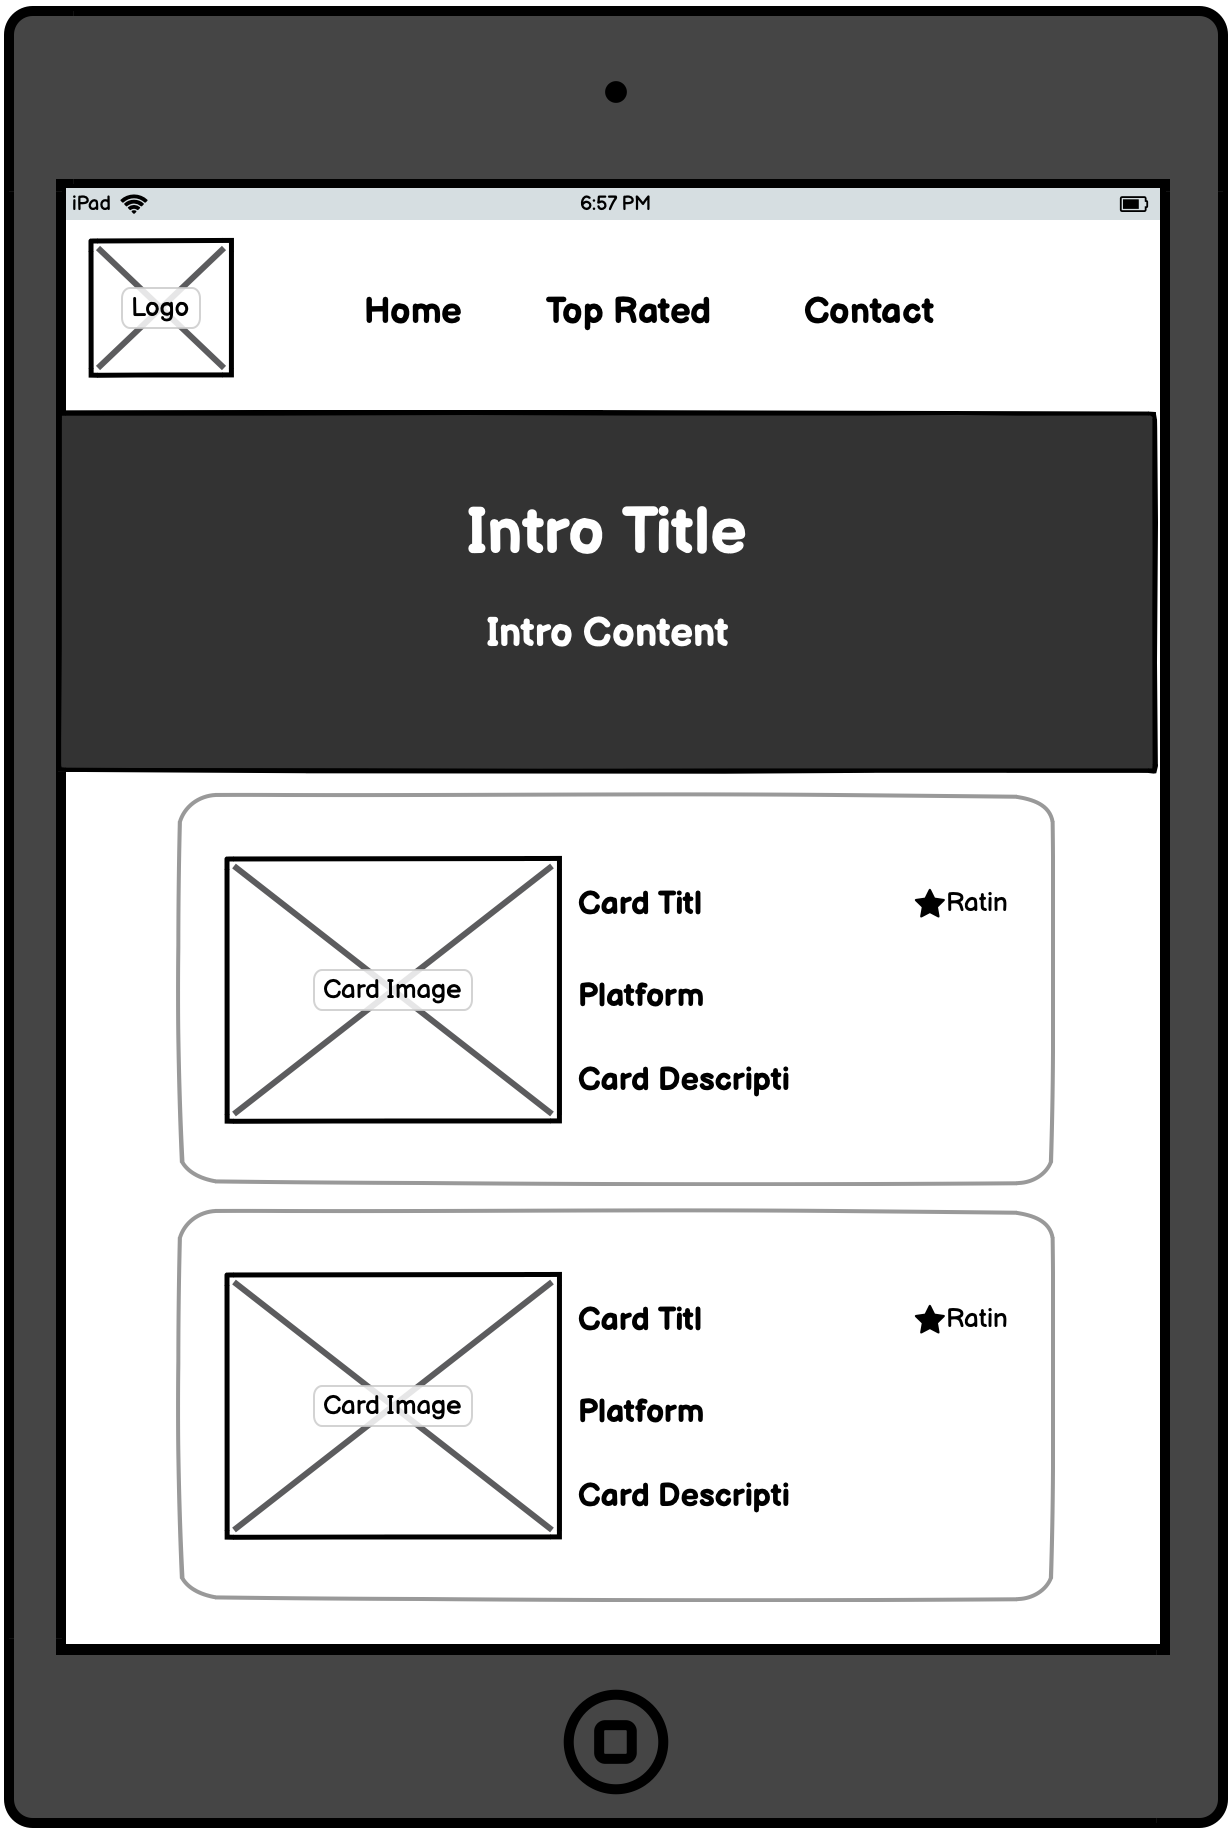 iPad 6:57 PM
Logo
Home Top Rated Contact
Intro Title
Intro Content
Card Titl Ratin
Card Image
Platform
Card Descripti
Card Titl Ratin
Card Image
Platform
Card Descripti